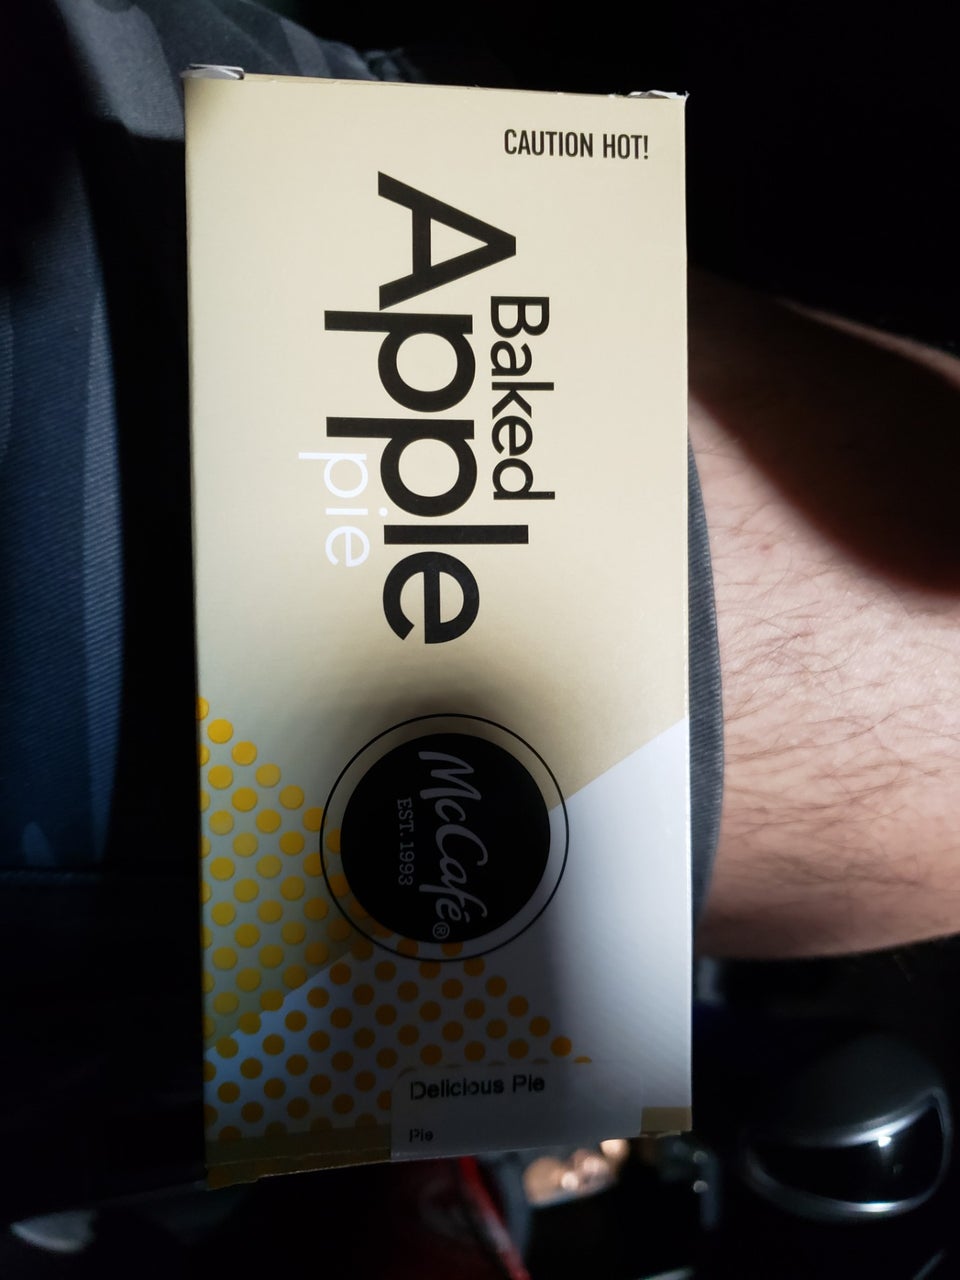 CAUTION HOT!
Baked
Apple
pie
McCafé®
EST. 1993
Delicious Pie
Pie